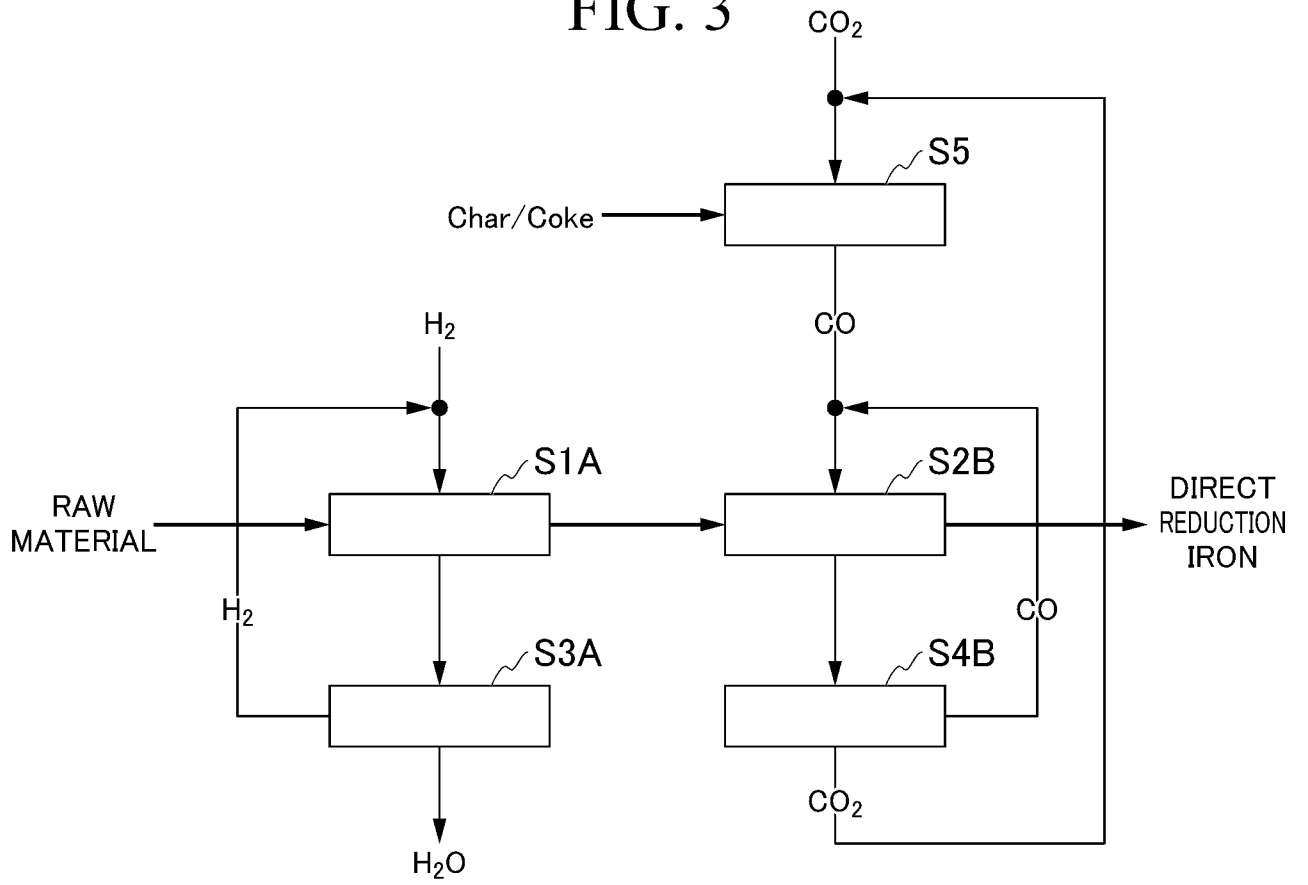 FIG. 3
CO₂
S5
Char/Coke
H₂
CO
S1A
S2B
RAW
MATERIAL
DIRECT
REDUCTION
IRON
H₂
CO
S3A
S4B
CO₂
H₂O